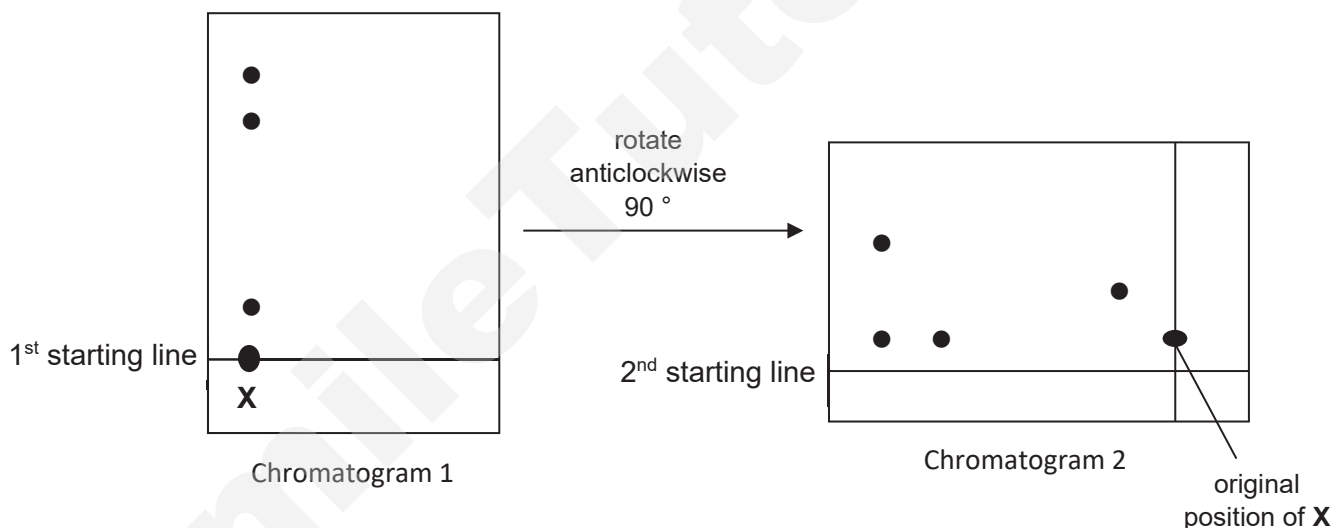 rotate
anticlockwise
90 °
1st starting line
X
2nd starting line
Chromatogram 1
Chromatogram 2
original
position of X